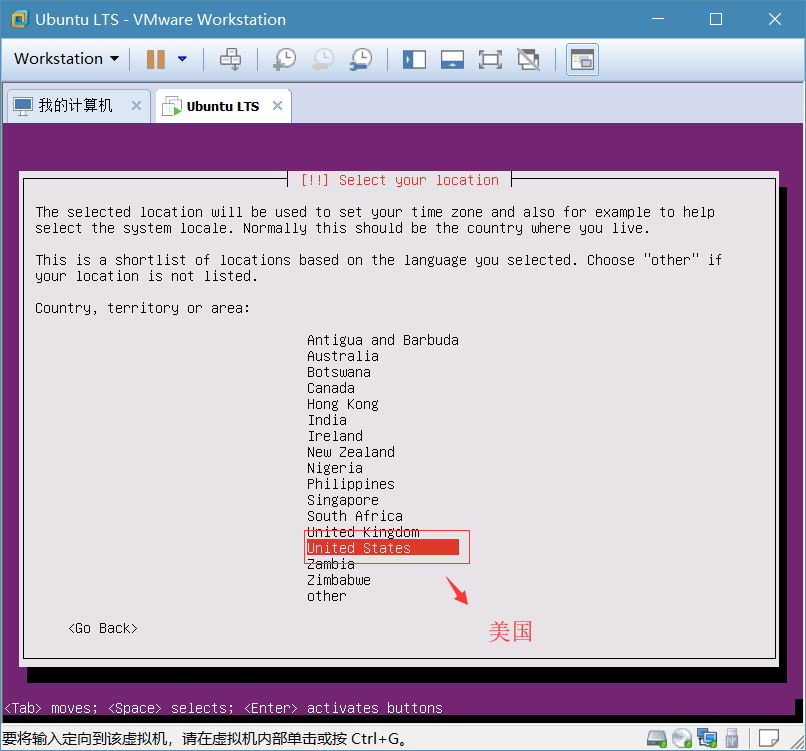 Ubuntu LTS - VMware Workstation
Workstation
我的计算机
Ubuntu LTS
[!!] Select your location
The selected location will be used to set your time zone and also for example to help
select the system locale. Normally this should be the country where you live.
This is a shortlist of locations based on the language you selected. Choose "other" if
your location is not listed.
Country, territory or area:
Antigua and Barbuda
Australia
Botswana
Canada
Hong Kong
India
Ireland
New Zealand
Nigeria
Philippines
Singapore
South Africa
United Kingdom
United States
Zambia
Zimbabwe
other
美国
<Go Back>
<Tab> moves; <Space> selects; <Enter> activates buttons
要将输入定向到该虚拟机，请在虚拟机内部单击或按 Ctrl+G。